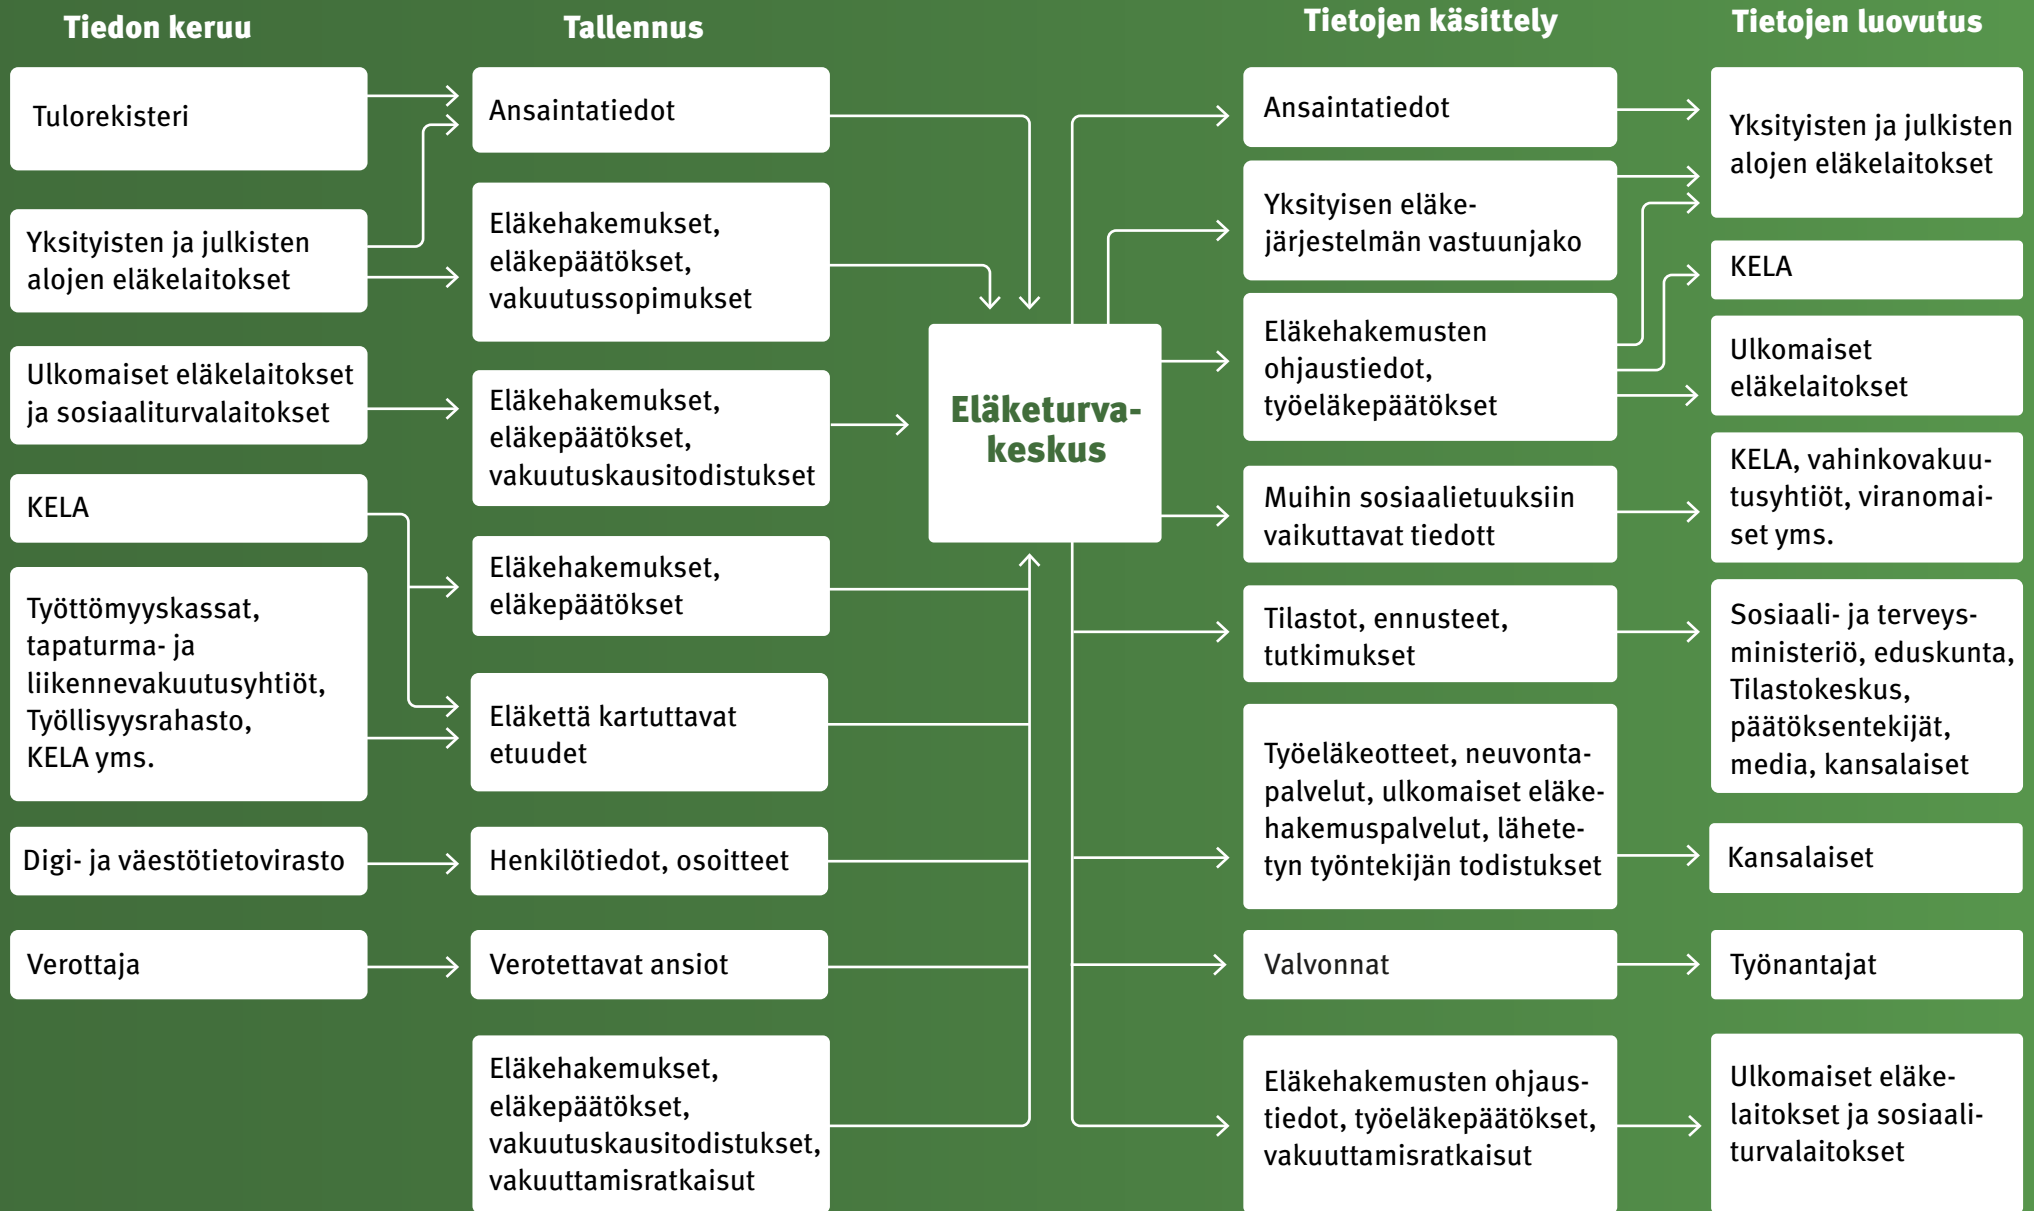 Tiedon keruu
Tulorekisteri
Yksityisten ja julkisten
alojen eläkelaitokset
Ulkomaiset eläkelaitokset
ja sosiaaliturvalaitokset
KELA
Työttömyyskassat,
tapaturma- ja
liikennevakuutusyhtiöt,
Työllisyysrahasto,
KELA yms.
Digi- ja väestötietovirasto
Verottaja
Tallennus
Ansaintatiedot
Eläkehakemukset,
eläkepäätökset,
vakuutussopimukset
Eläkehakemukset,
eläkepäätökset,
vakuutuskausitodistukset
Eläkehakemukset,
eläkepäätökset
Eläkettä kartuttavat
etuudet
Henkilötiedot, osoitteet
Verotettavat ansiot
Eläkehakemukset,
eläkepäätökset,
vakuutuskausitodistukset,
vakuuttamisratkaisut
Eläketurva-
keskus
Tietojen käsittely
Ansaintatiedot
Yksityisen eläke-
järjestelmän vastuunjako
Eläkehakemusten
ohjaustiedot,
työeläkepäätökset
Muihin sosiaalietuuksiin
vaikuttavat tiedott
Tilastot, ennusteet,
tutkimukset
Työeläkeotteet, neuvonta-
palvelut, ulkomaiset eläke-
hakemuspalvelut, lähete-
tyn työntekijän todistukset
Valvonnat
Eläkehakemusten ohjaus-
tiedot, työeläkepäätökset,
vakuuttamisratkaisut
Tietojen luovutus
Yksityisten ja julkisten
alojen eläkelaitokset
KELA
Ulkomaiset
eläkelaitokset
KELA, vahinkovakuu-
tusyhtiöt, viranomai-
set yms.
Sosiaali- ja terveys-
ministeriö, eduskunta,
Tilastokeskus,
päätöksentekijät,
media, kansalaiset
Kansalaiset
Työnantajat
Ulkomaiset eläke-
laitokset ja sosiaali-
turvalaitokset